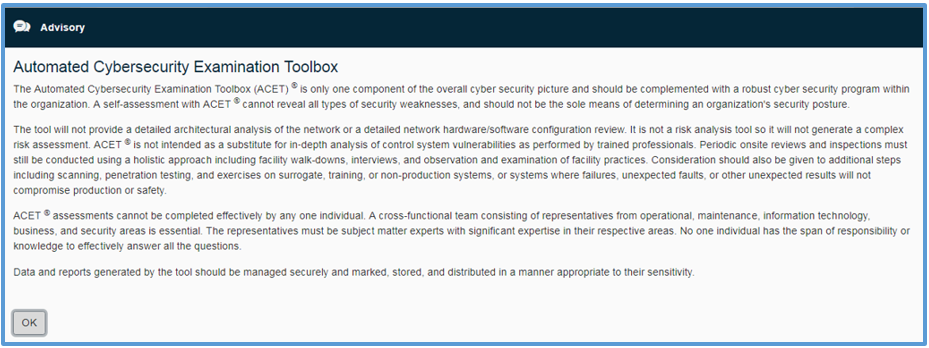 Advisory
Automated Cybersecurity Examination Toolbox
The Automated Cybersecurity Examination Toolbox (ACET) ® is only one component of the overall cyber security picture and should be complemented with a robust cyber security program within
the organization. A self-assessment with ACET ® cannot reveal all types of security weaknesses, and should not be the sole means of determining an organization's security posture.
The tool will not provide a detailed architectural analysis of the network or a detailed network hardware/software configuration review. It is not a risk analysis tool so it will not generate a complex
risk assessment. ACET ® is not intended as a substitute for in-depth analysis of control system vulnerabilities as performed by trained professionals. Periodic onsite reviews and inspections must
still be conducted using a holistic approach including facility walk-downs, interviews, and observation and examination of facility practices. Consideration should also be given to additional steps
including scanning, penetration testing, and exercises on surrogate, training, or non-production systems, or systems where failures, unexpected faults, or other unexpected results will not
compromise production or safety.
ACET ® assessments cannot be completed effectively by any one individual. A cross-functional team consisting of representatives from operational, maintenance, information technology,
business, and security areas is essential. The representatives must be subject matter experts with significant expertise in their respective areas. No one individual has the span of responsibility or
knowledge to effectively answer all the questions.
Data and reports generated by the tool should be managed securely and marked, stored, and distributed in a manner appropriate to their sensitivity.
OK